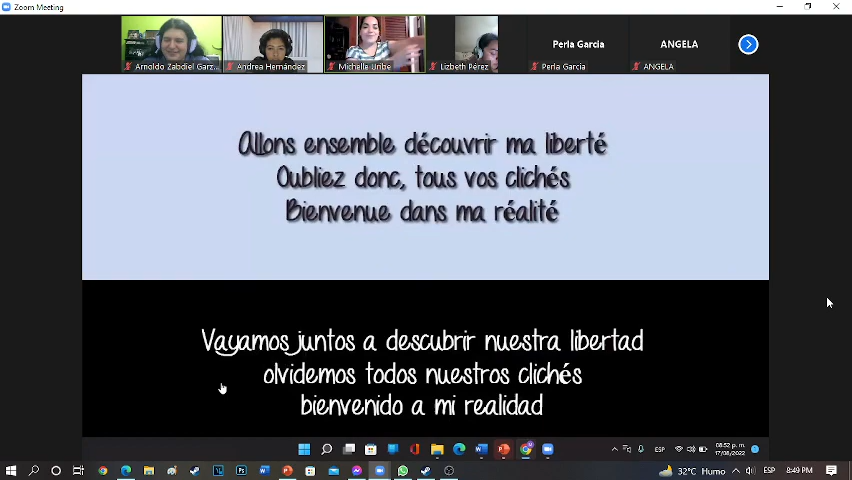 Zoom Meeting
Arnoldo Zabdiel Garz...
Andrea Hernández
Michelle Uribe
Lizbeth Pérez
Perla Garcia
Perla Garcia
ANGELA
ANGELA
Allons ensemble découvrir ma liberté
Oubliez donc, tous vos clichés
Bienvenue dans ma réalité
Vayamos juntos a descubrir nuestra libertad
olvidemos todos nuestros clichés
bienvenido a mi realidad
ESP
08:52 p. m.
17/08/2022
32°C Humo
ESP
8:49 PM